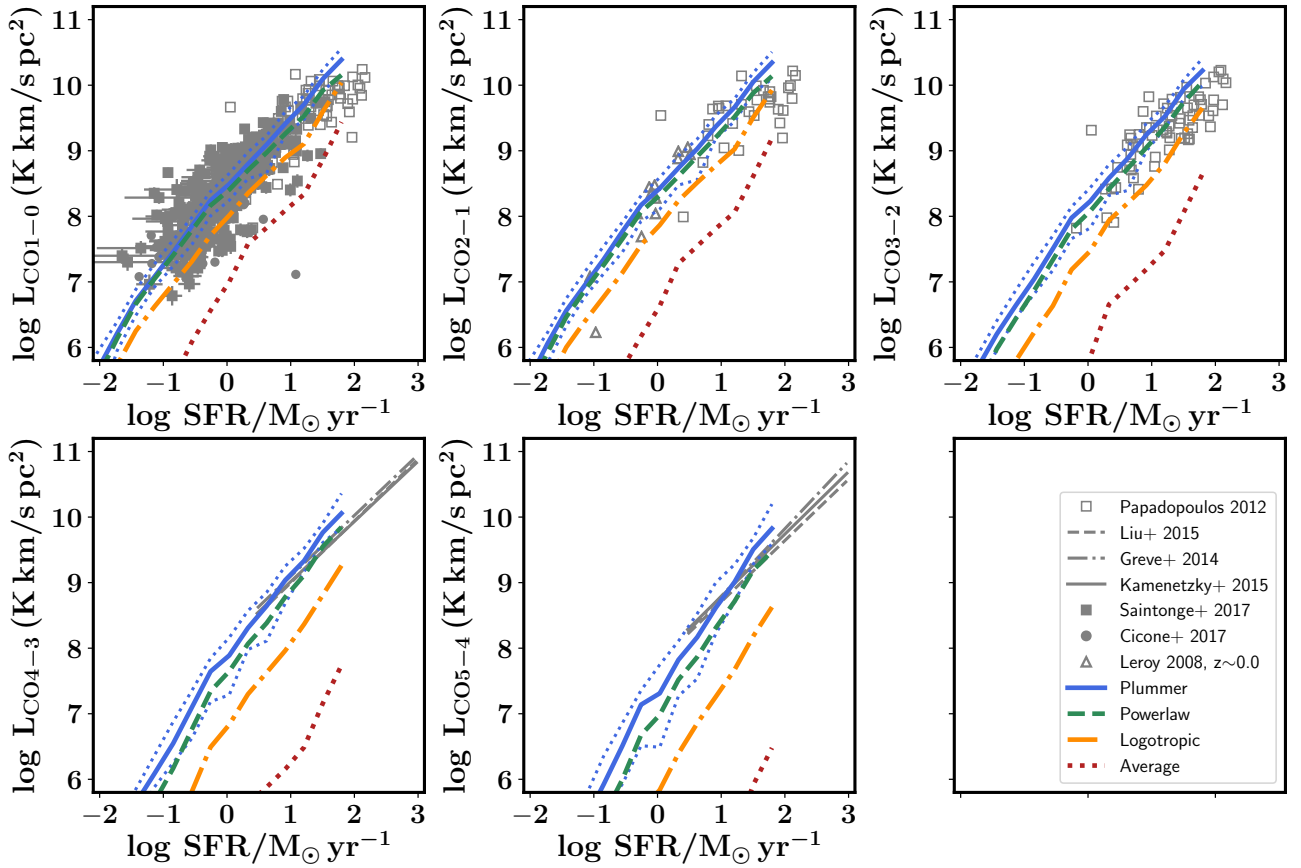 11
10
9
8
7
6
log L_CO1−0 (K km/s pc²)
−2 −1 0 1 2 3
log SFR/M⊙ yr⁻¹
11
10
9
8
7
6
log L_CO2−1 (K km/s pc²)
−2 −1 0 1 2 3
log SFR/M⊙ yr⁻¹
11
10
9
8
7
6
log L_CO3−2 (K km/s pc²)
−2 −1 0 1 2 3
log SFR/M⊙ yr⁻¹
11
10
9
8
7
6
log L_CO4−3 (K km/s pc²)
−2 −1 0 1 2 3
log SFR/M⊙ yr⁻¹
11
10
9
8
7
6
log L_CO5−4 (K km/s pc²)
−2 −1 0 1 2 3
log SFR/M⊙ yr⁻¹
Papadopoulos 2012
Liu+ 2015
Greve+ 2014
Kamenetzky+ 2015
Saintonge+ 2017
Cicone+ 2017
Leroy 2008, z∼0.0
Plummer
Powerlaw
Logotropic
Average